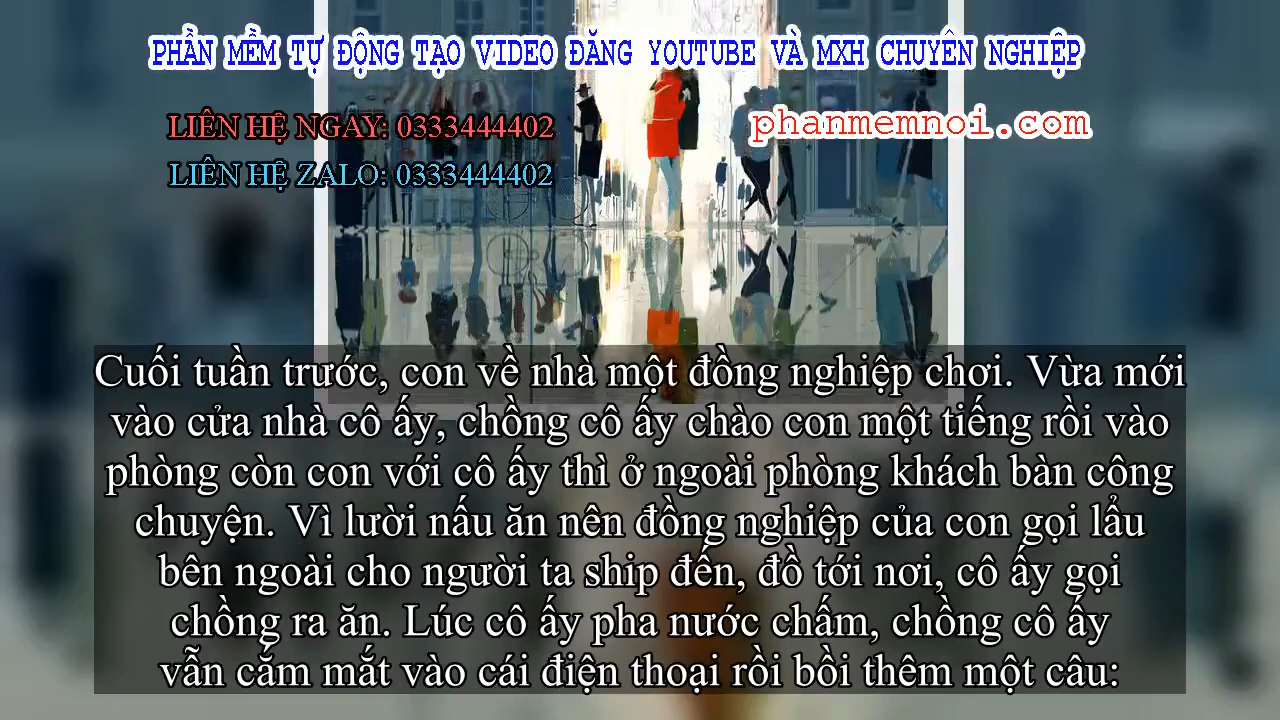 PHẦN MỀM TỰ ĐỘNG TẠO VIDEO ĐĂNG YOUTUBE VÀ MXH CHUYÊN NGHIỆP
LIÊN HỆ NGAY: 0333444402
phanmemnoi.com
LIÊN HỆ ZALO: 0333444402
Cuối tuần trước, con về nhà một đồng nghiệp chơi. Vừa mới
vào cửa nhà cô ấy, chồng cô ấy chào con một tiếng rồi vào
phòng còn con với cô ấy thì ở ngoài phòng khách bàn công
chuyện. Vì lười nấu ăn nên đồng nghiệp của con gọi lẩu
bên ngoài cho người ta ship đến, đồ tới nơi, cô ấy gọi
chồng ra ăn. Lúc cô ấy pha nước chấm, chồng cô ấy
vẫn cắm mắt vào cái điện thoại rồi bồi thêm một câu: